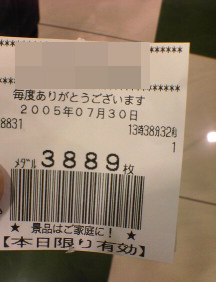 ****
****
毎度ありがとうございます
2005年07月30日
8831 13時38分32秒
1
ﾒﾀﾞﾙ 3889枚
★ 景品はご家庭に! ★
【本日限り有効】